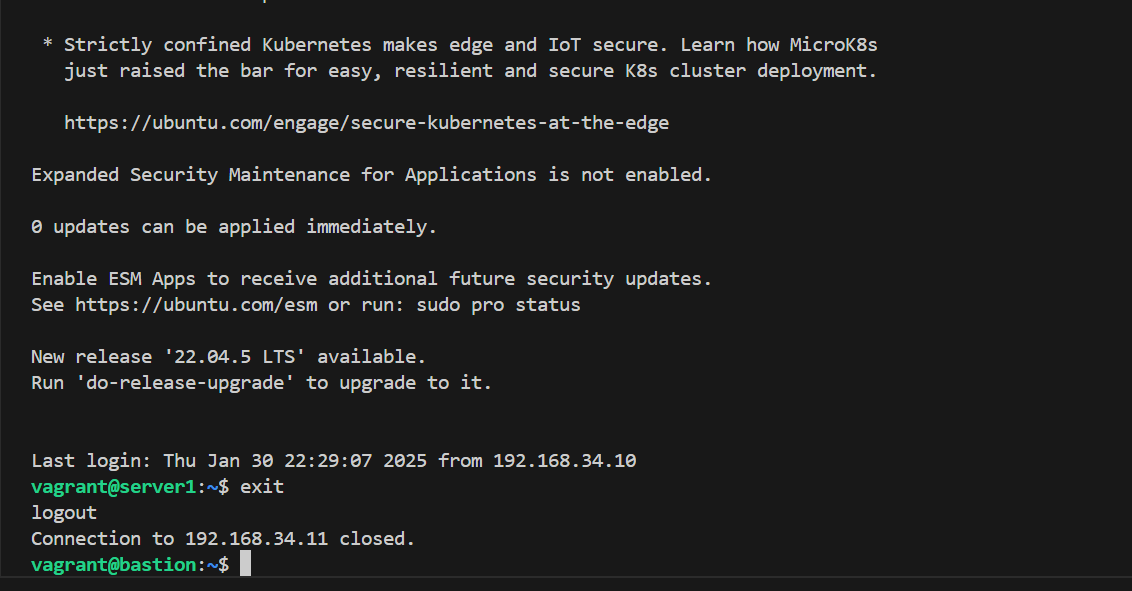 * Strictly confined Kubernetes makes edge and IoT secure. Learn how MicroK8s
just raised the bar for easy, resilient and secure K8s cluster deployment.
https://ubuntu.com/engage/secure-kubernetes-at-the-edge
Expanded Security Maintenance for Applications is not enabled.
0 updates can be applied immediately.
Enable ESM Apps to receive additional future security updates.
See https://ubuntu.com/esm or run: sudo pro status
New release '22.04.5 LTS' available.
Run 'do-release-upgrade' to upgrade to it.
Last login: Thu Jan 30 22:29:07 2025 from 192.168.34.10
vagrant@server1:~$ exit
logout
Connection to 192.168.34.11 closed.
vagrant@bastion:~$